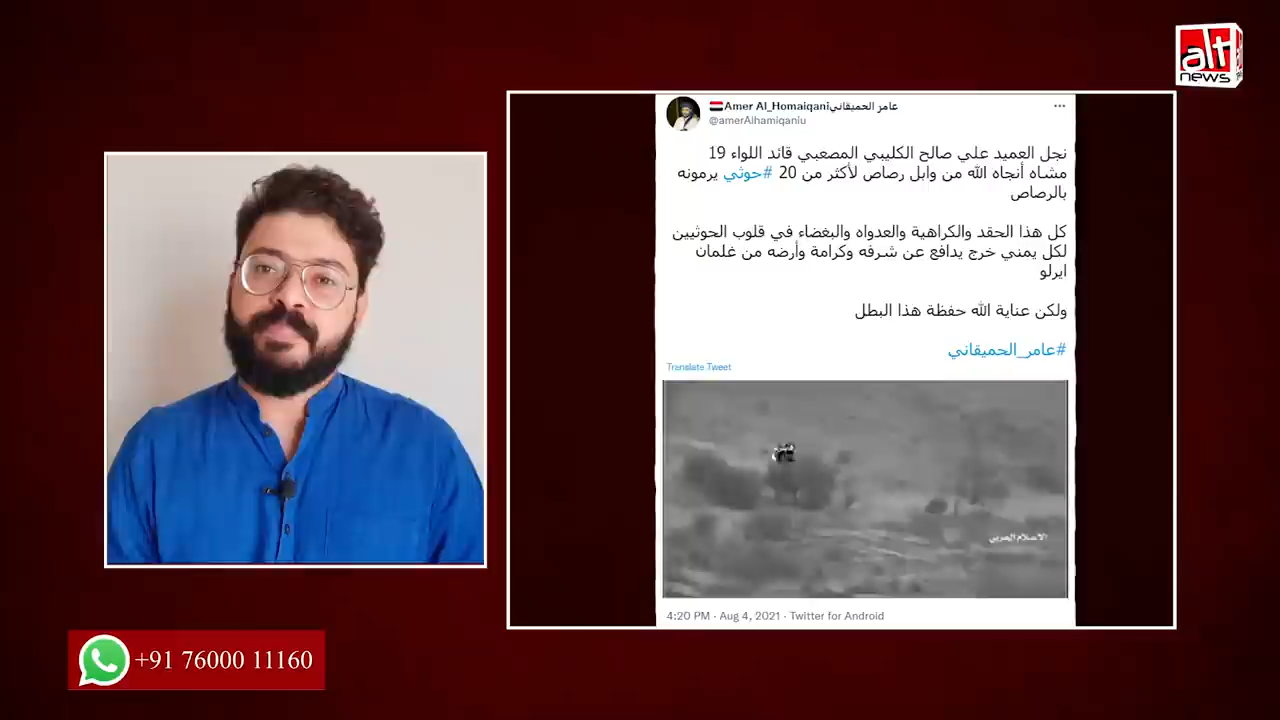 alt
news
Amer Al_Homaiqaniعامر الحميقاني
@amerAlhamiqaniu
نجل العميد علي صالح الكليبي المصعبي قائد اللواء 19
مشاه أنجاه الله من وابل رصاص لأكثر من 20 #حوثي يرمونه
بالرصاص
كل هذا الحقد والكراهية والعدواه والبغضاء في قلوب الحوثيين
لكل يمني خرج يدافع عن شرفه وكرامة وأرضه من غلمان
ايرلو
ولكن عناية الله حفظة هذا البطل
#عامر_الحميقاني
Translate Tweet
الإعلام الحربي
4:20 PM · Aug 4, 2021 · Twitter for Android
+91 76000 11160